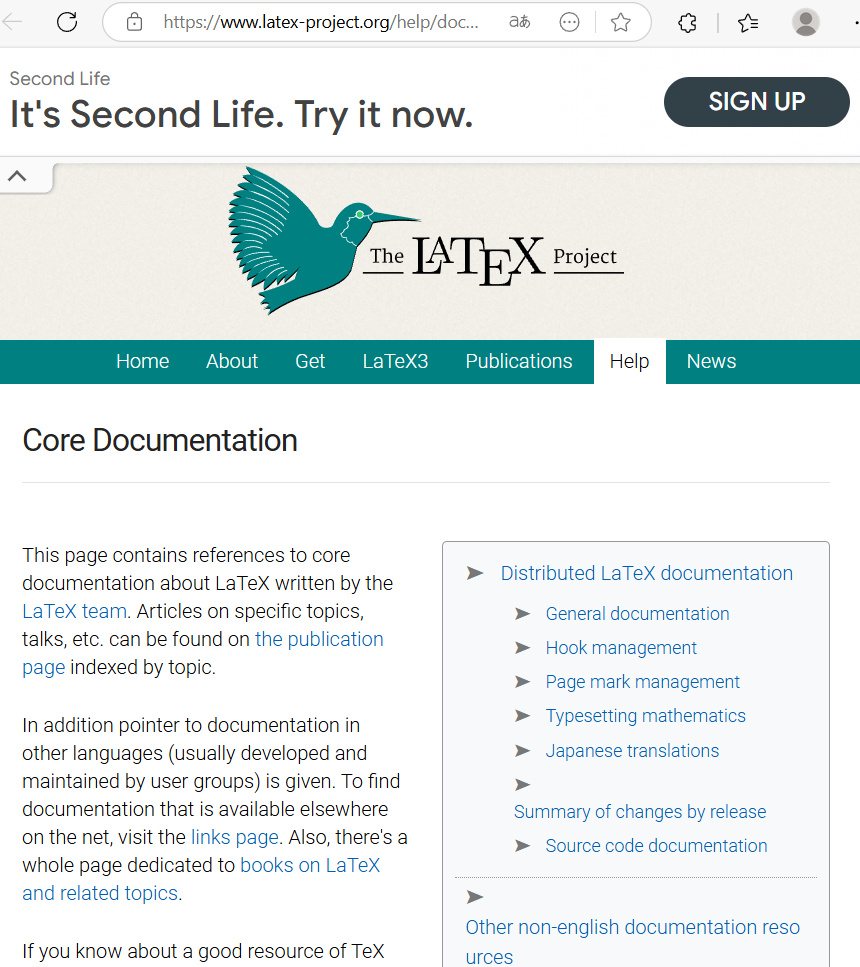 https://www.latex-project.org/help/doc...
Second Life
It's Second Life. Try it now.
SIGN UP
The LATEX Project
Home About Get LaTeX3 Publications Help News
Core Documentation
This page contains references to core
documentation about LaTeX written by the
LaTeX team. Articles on specific topics,
talks, etc. can be found on the publication
page indexed by topic.
In addition pointer to documentation in
other languages (usually developed and
maintained by user groups) is given. To find
documentation that is available elsewhere
on the net, visit the links page. Also, there's a
whole page dedicated to books on LaTeX
and related topics.
If you know about a good resource of TeX
➤ Distributed LaTeX documentation
➤ General documentation
➤ Hook management
➤ Page mark management
➤ Typesetting mathematics
➤ Japanese translations
➤
Summary of changes by release
➤ Source code documentation
➤
Other non-english documentation reso
urces